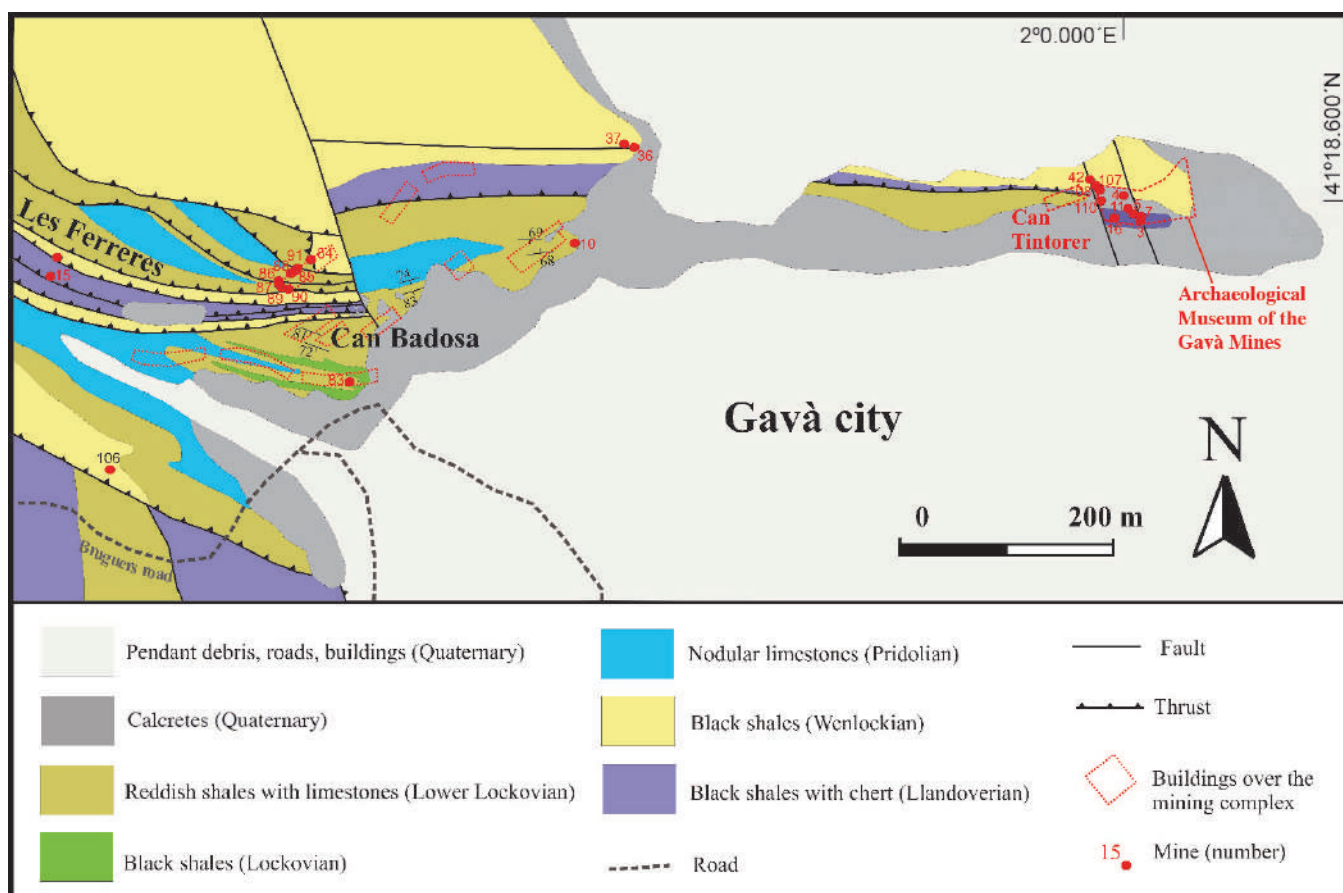 2º0.000´E
41º18.600´N
37
36
42
107
110
11
7
16
3
Can
Tintorer
Archaeological
Museum of the
Gavà Mines
Les Ferreres
15
91
84
86
87
89
90
69
10
68
83
Can Badosa
72
83
106
Gavà city
N
0 200 m
Bruguers road
Pendant debris, roads, buildings (Quaternary)
Calcretes (Quaternary)
Reddish shales with limestones (Lower Lockovian)
Black shales (Lockovian)
Nodular limestones (Pridolian)
Black shales (Wenlockian)
Black shales with chert (Llandoverian)
Road
Fault
Thrust
Buildings over the
mining complex
15 Mine (number)